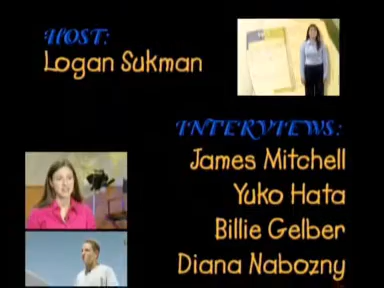 HOST:
Logan Sukman
INTERVIEWS:
James Mitchell
Yuko Hata
Billie Gelber
Diana Nabozny